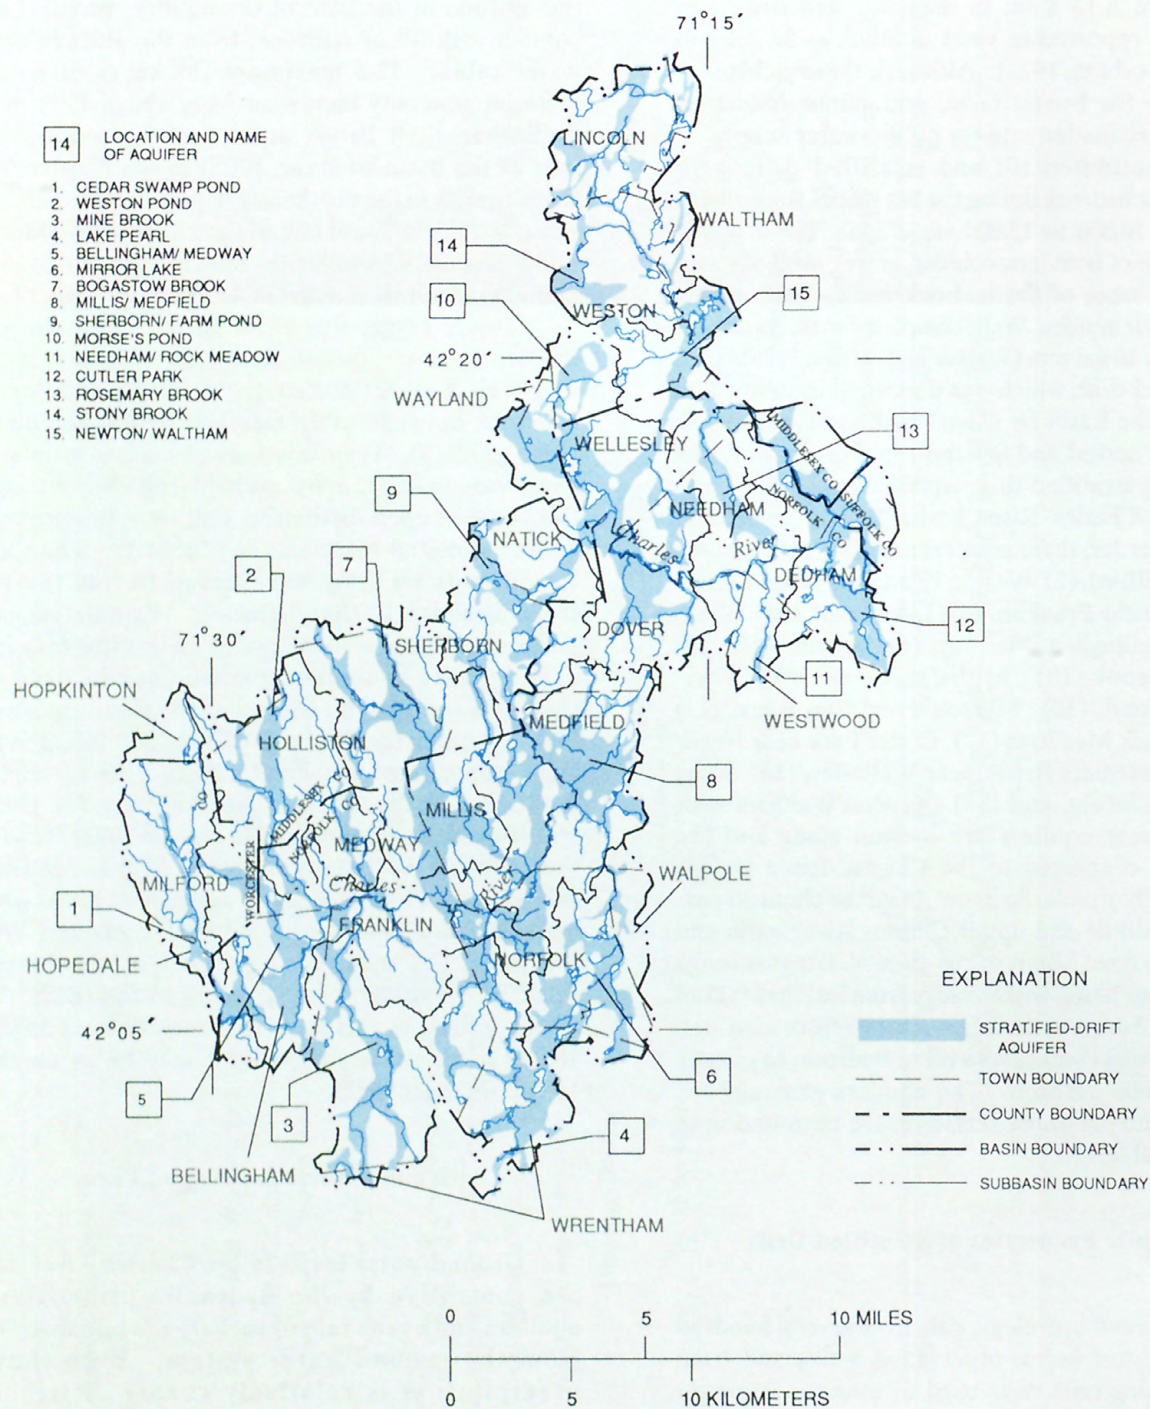 71°15′
14 LOCATION AND NAME
OF AQUIFER
1. CEDAR SWAMP POND
2. WESTON POND
3. MINE BROOK
4. LAKE PEARL
5. BELLINGHAM/ MEDWAY
6. MIRROR LAKE
7. BOGASTOW BROOK
8. MILLIS/ MEDFIELD
9. SHERBORN/ FARM POND
10. MORSE'S POND
11. NEEDHAM/ ROCK MEADOW
12. CUTLER PARK
13. ROSEMARY BROOK
14. STONY BROOK
15. NEWTON/ WALTHAM
LINCOLN
WALTHAM
14
10
15
WESTON
42°20′
WAYLAND
WELLESLEY
MIDDLESEX CO
13
9
NEEDHAM
NORFOLK CO
SUFFOLK CO
NATICK
Charles
River
2
7
DEDHAM
12
71°30′
SHERBORN
DOVER
11
HOPKINTON
MEDFIELD
WESTWOOD
HOLLISTON
8
MIDDLESEX CO
NORFOLK CO
MILLIS
MEDWAY
WORCESTER CO
MILFORD
Charles
River
WALPOLE
1
FRANKLIN
HOPEDALE
NORFOLK
EXPLANATION
42°05′
STRATIFIED-DRIFT
AQUIFER
6
TOWN BOUNDARY
5
3
COUNTY BOUNDARY
4
BASIN BOUNDARY
BELLINGHAM
SUBBASIN BOUNDARY
WRENTHAM
0 5 10 MILES
0 5 10 KILOMETERS